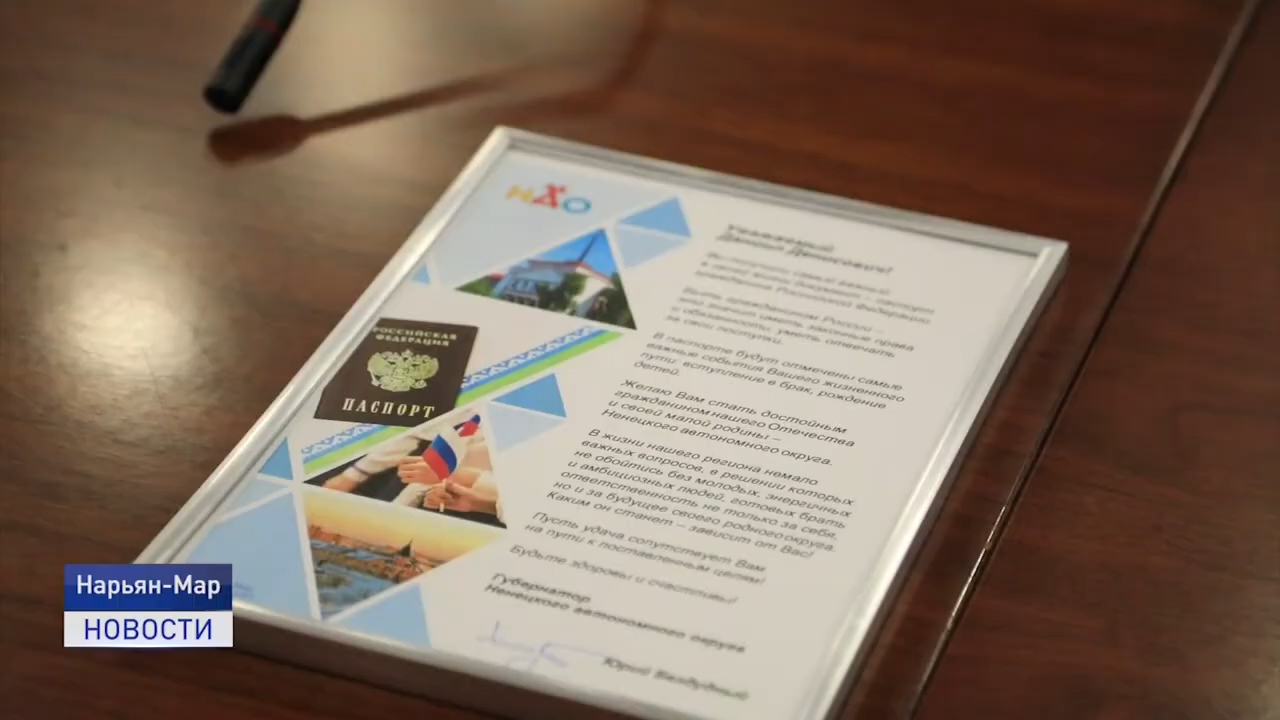 НАО
Уважаемый
Даниил Денисович!
Вы получили самый важный
в своей жизни документ – паспорт
гражданина Российской Федерации.
Быть гражданином России –
это значит иметь законные права
и обязанности, уметь отвечать
за свои поступки.
В паспорте будут отмечены самые
важные события Вашего жизненного
пути: вступление в брак, рождение
детей.
Желаю Вам стать достойным
гражданином нашего Отечества
и своей малой родины –
Ненецкого автономного округа.
В жизни нашего региона немало
важных вопросов, в решении которых
не обойтись без молодых, энергичных
и амбициозных людей, готовых брать
ответственность не только за себя,
но и за будущее своего родного округа.
Каким он станет – зависит от Вас!
Пусть удача сопутствует Вам
на пути к поставленным целям!
Будьте здоровы и счастливы!
Губернатор
Ненецкого автономного округа
Юрий Бездудный
РОССИЙСКАЯ
ФЕДЕРАЦИЯ
ПАСПОРТ
Нарьян-Мар
НОВОСТИ